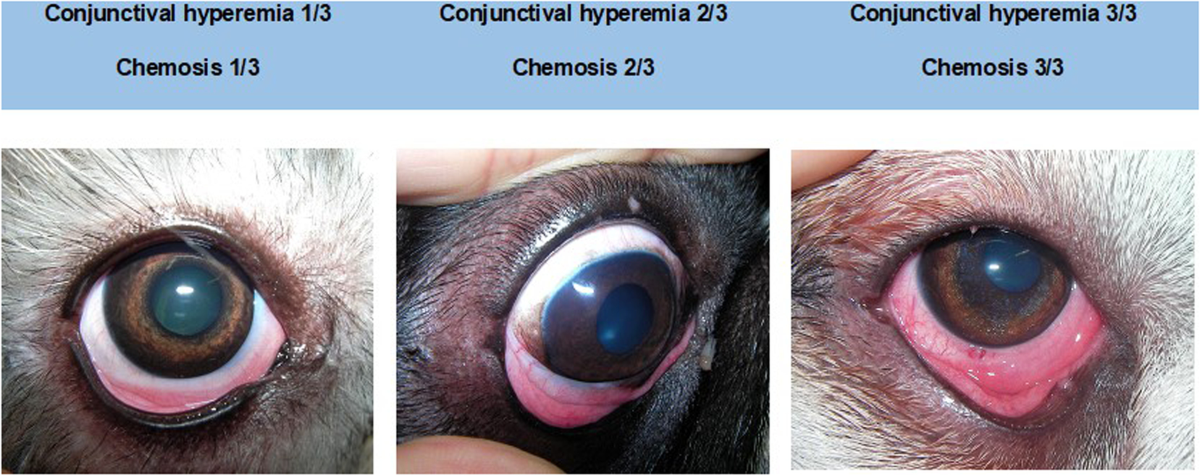 Conjunctival hyperemia 1/3
Chemosis 1/3
Conjunctival hyperemia 2/3
Chemosis 2/3
Conjunctival hyperemia 3/3
Chemosis 3/3